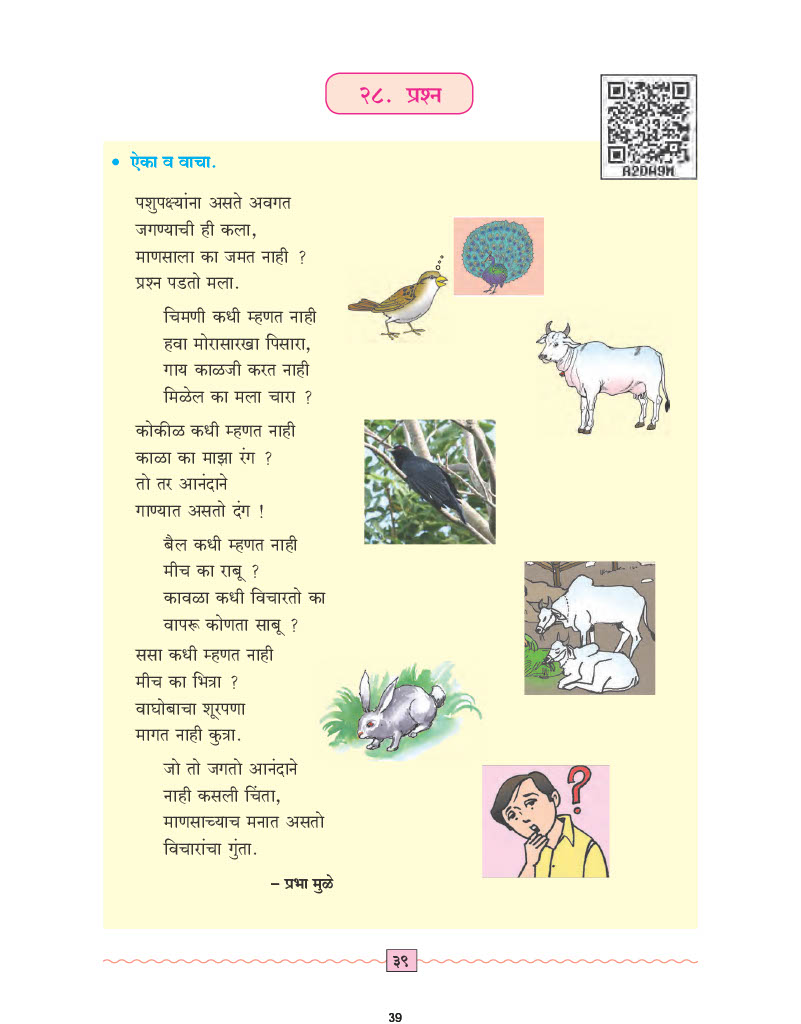 २८. प्रश्न
A2DA9M
• ऐका व वाचा.
पशुपक्ष्यांना असते अवगत
जगण्याची ही कला,
माणसाला का जमत नाही ?
प्रश्न पडतो मला.
चिमणी कधी म्हणत नाही
हवा मोरासारखा पिसारा,
गाय काळजी करत नाही
मिळेल का मला चारा ?
कोकीळ कधी म्हणत नाही
काळा का माझा रंग ?
तो तर आनंदाने
गाण्यात असतो दंग !
बैल कधी म्हणत नाही
मीच का राबू ?
कावळा कधी विचारतो का
वापरू कोणता साबू ?
ससा कधी म्हणत नाही
मीच का भित्रा ?
वाघोबाचा शूरपणा
मागत नाही कुत्रा.
जो तो जगतो आनंदाने
नाही कसली चिंता,
माणसाच्याच मनात असतो
विचारांचा गुंता.
– प्रभा मुळे
?
३९
39